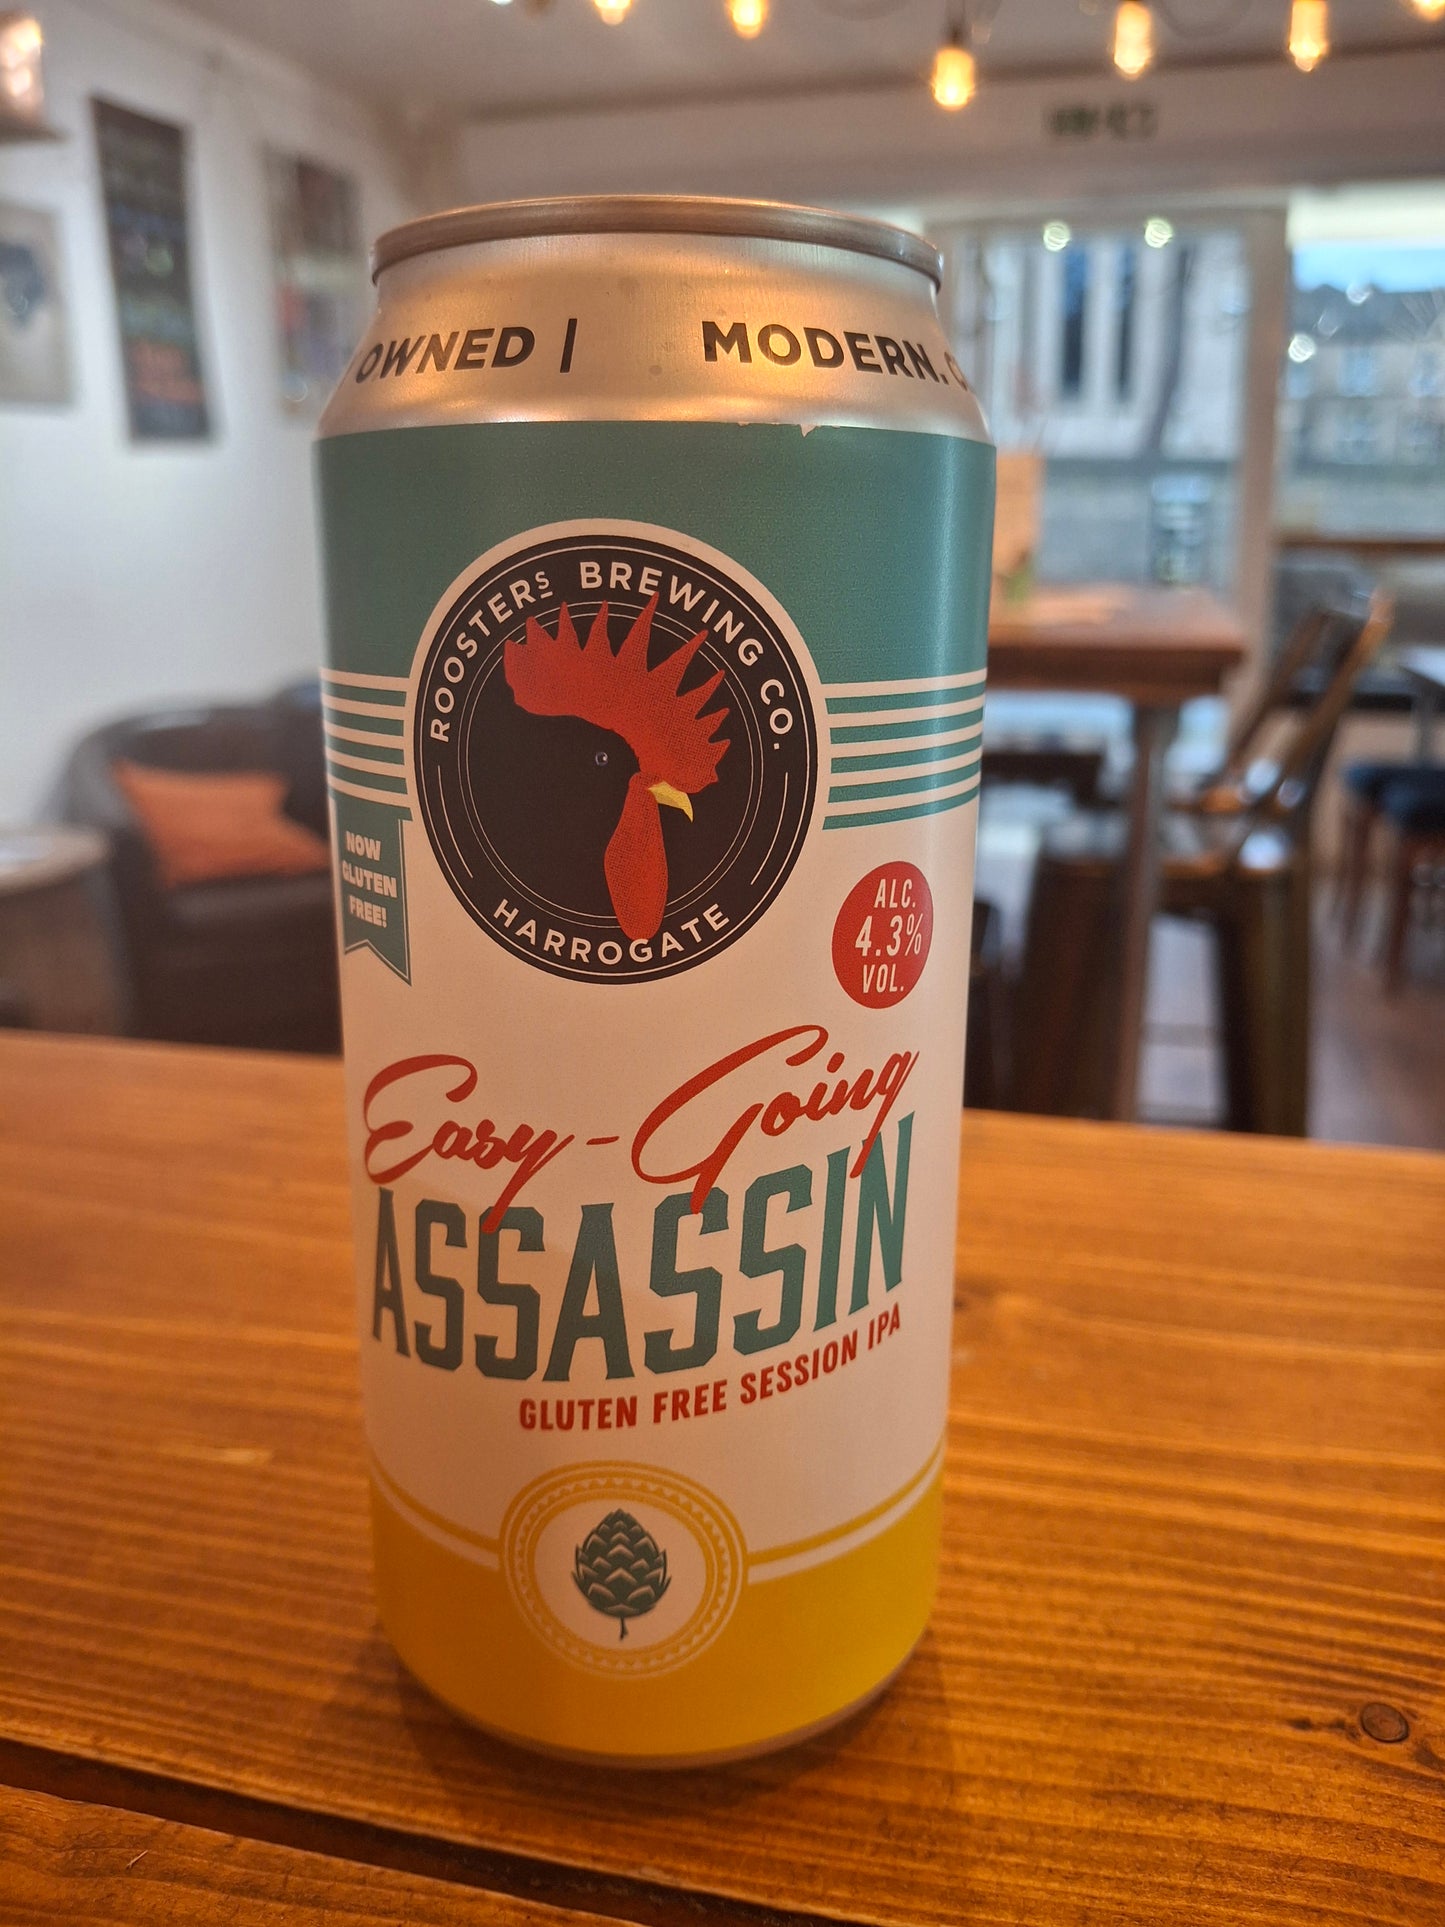 OWNED | MODERN.
ROOSTERS BREWING CO.
HARROGATE
NOW
GLUTEN
FREE!
ALC.
4.3%
VOL.
Easy-Going
ASSASSIN
GLUTEN FREE SESSION IPA